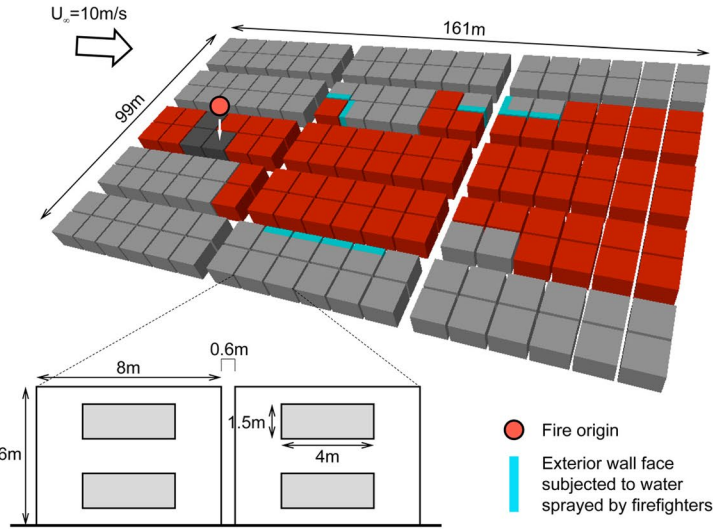 U∞=10m/s
161m
99m
0.6m
8m
6m
1.5m
4m
Fire origin
Exterior wall face
subjected to water
sprayed by firefighters